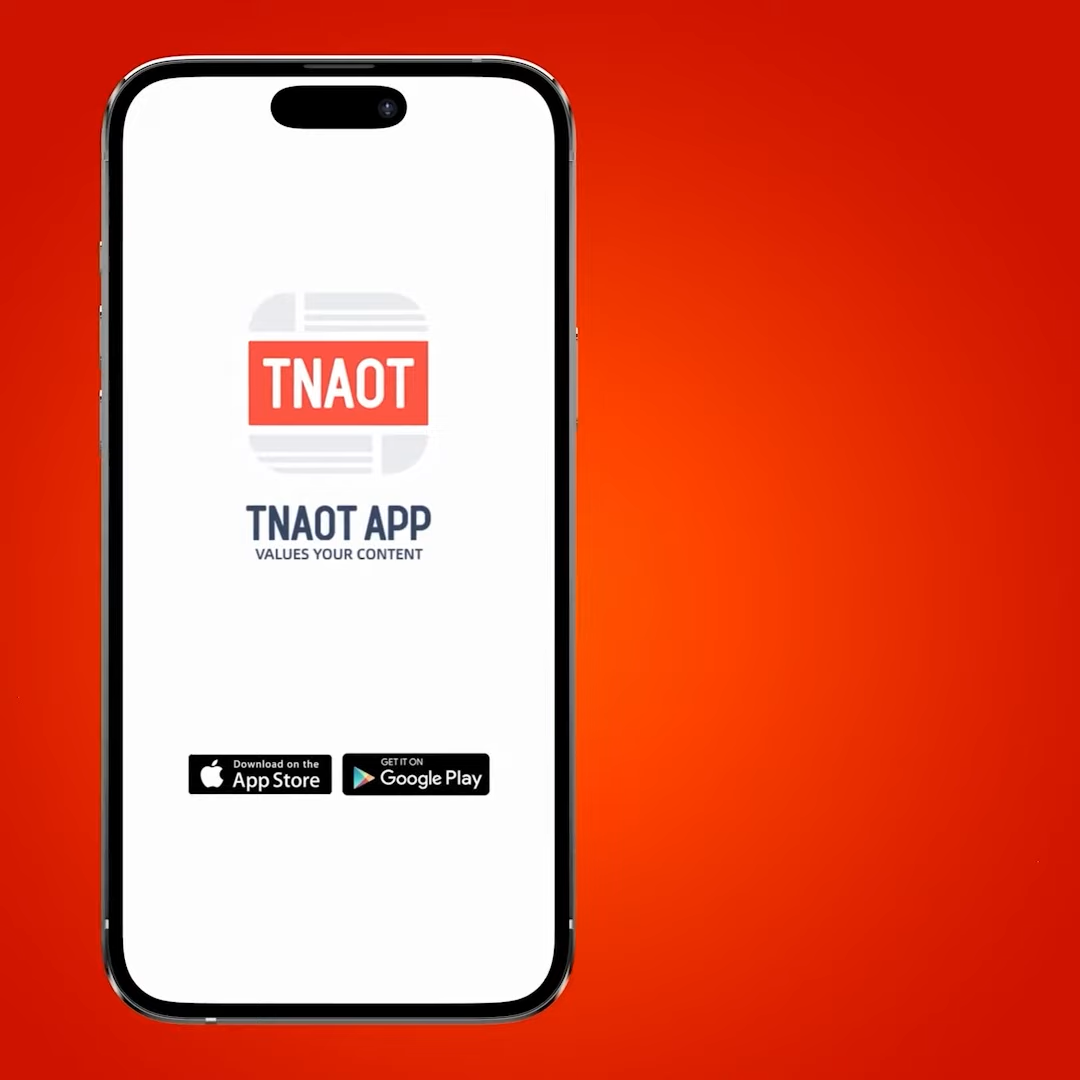 TNAOT
TNAOT APP
VALUES YOUR CONTENT
Download on the
App Store
GET IT ON
Google Play